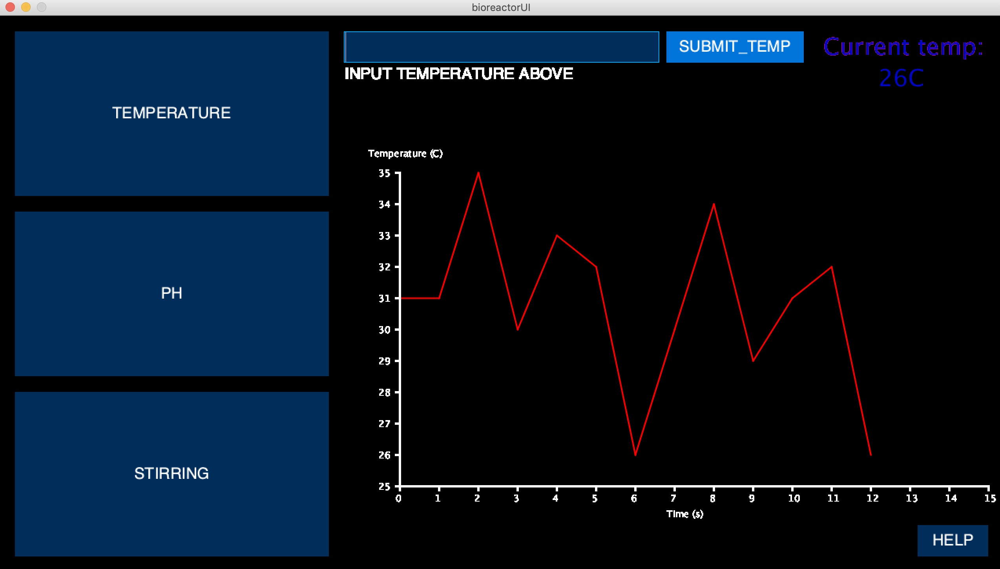 bioreactorUI
TEMPERATURE
PH
STIRRING
SUBMIT_TEMP
INPUT TEMPERATURE ABOVE
Current temp:
26C
Temperature (C)
35
34
33
32
31
30
29
28
27
26
25
0 1 2 3 4 5 6 7 8 9 10 11 12 13 14 15
Time (s)
HELP